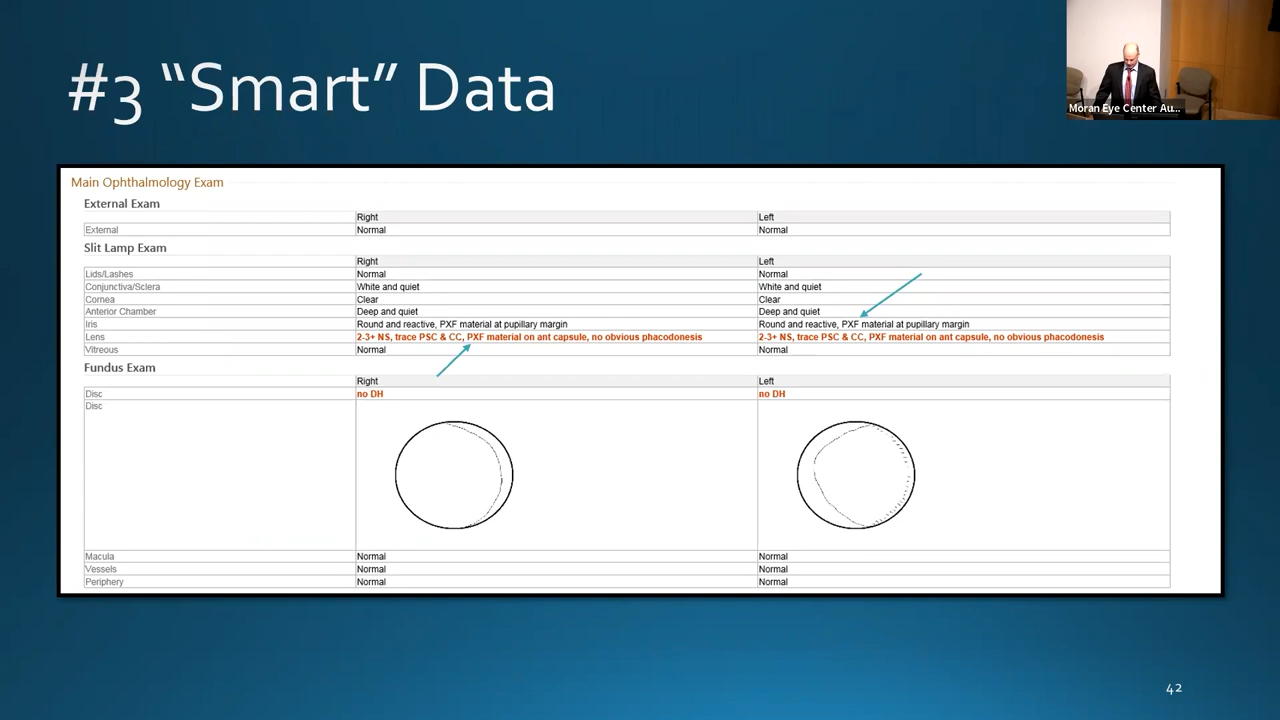 #3 “Smart” Data
Moran Eye Center Au...
Main Ophthalmology Exam
External Exam
Right Left
External Normal Normal
Slit Lamp Exam
Right Left
Lids/Lashes Normal Normal
Conjunctiva/Sclera White and quiet White and quiet
Cornea Clear Clear
Anterior Chamber Deep and quiet Deep and quiet
Iris Round and reactive, PXF material at pupillary margin Round and reactive, PXF material at pupillary margin
Lens 2-3+ NS, trace PSC & CC, PXF material on ant capsule, no obvious phacodonesis 2-3+ NS, trace PSC & CC, PXF material on ant capsule, no obvious phacodonesis
Vitreous Normal Normal
Fundus Exam
Right Left
Disc no DH no DH
Disc
Macula Normal Normal
Vessels Normal Normal
Periphery Normal Normal
42